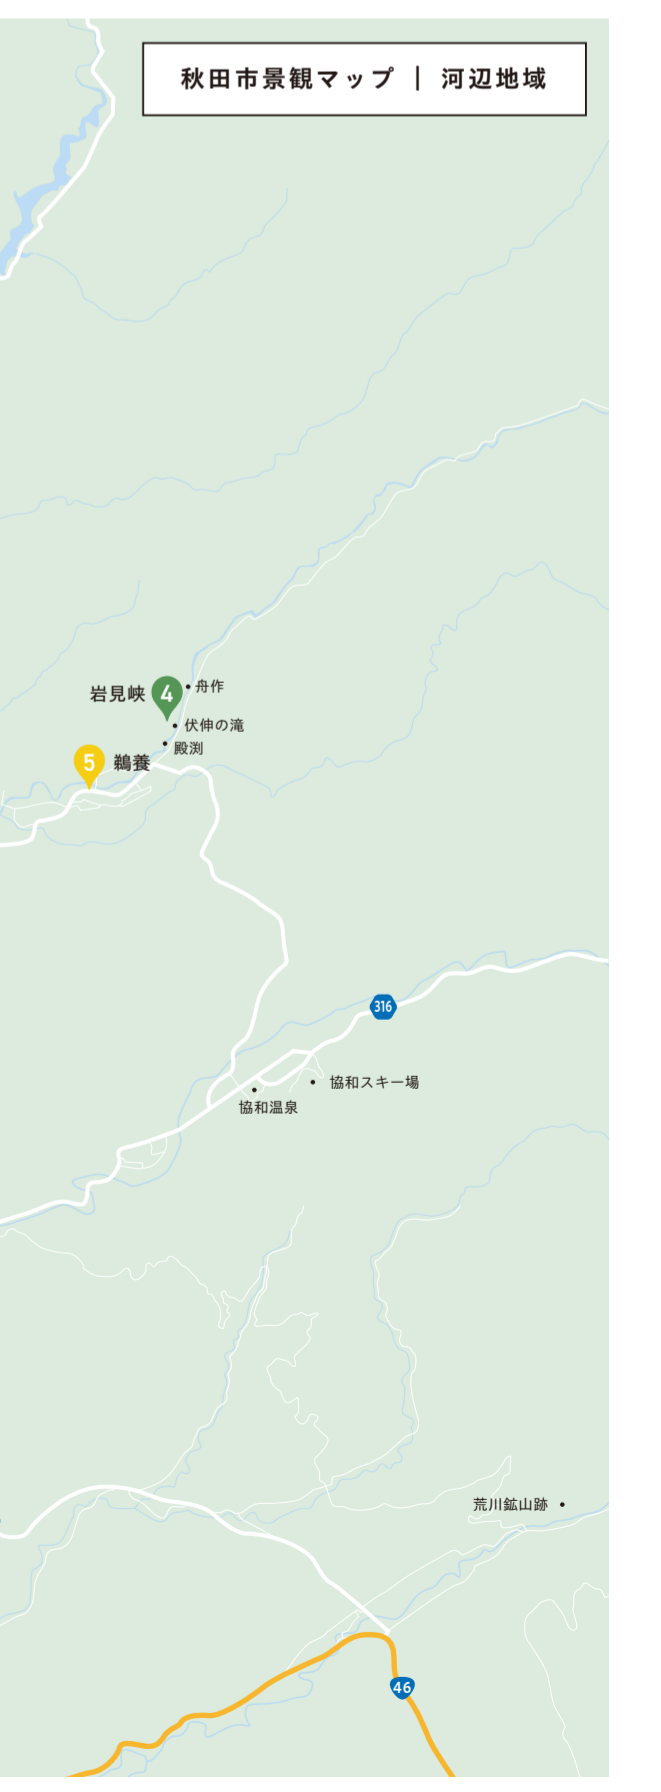 秋田市景観マップ | 河辺地域
岩見峡
4
舟作
伏伸の滝
殿渕
5
鵜養
316
協和スキー場
協和温泉
荒川鉱山跡
46